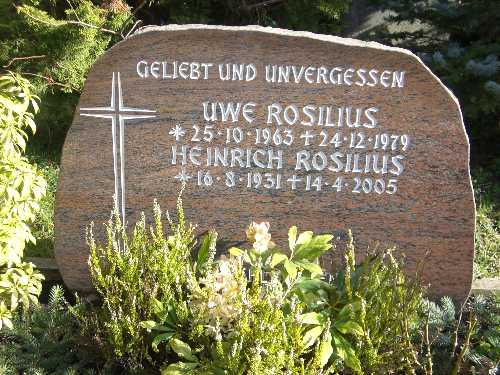 GELIEBT UND UNVERGESSEN
UWE ROSILIUS
* 25·10·1963 + 24·12·1979
HEINRICH ROSILIUS
* 16·8·1931 + 14·4·2005